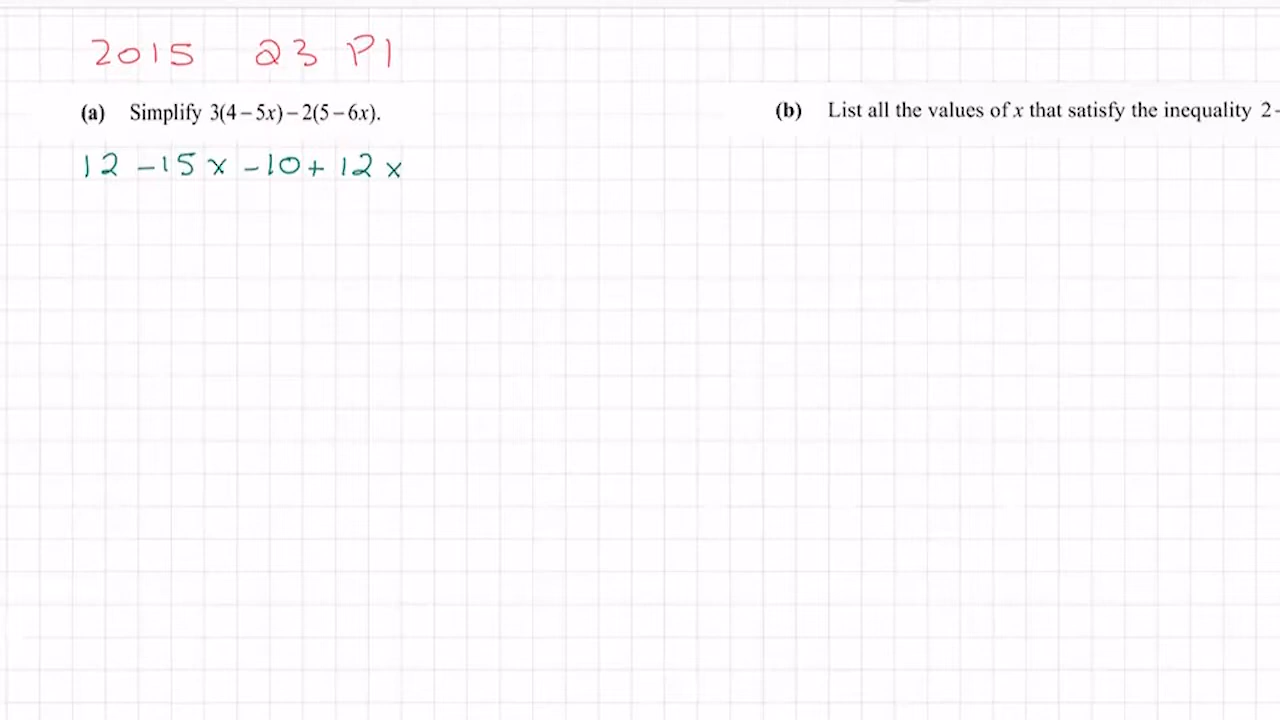 2015 Q3 P1
(a) Simplify 3(4 – 5x) – 2(5 – 6x).
12 – 15x – 10 + 12x
(b) List all the values of x that satisfy the inequality 2 –